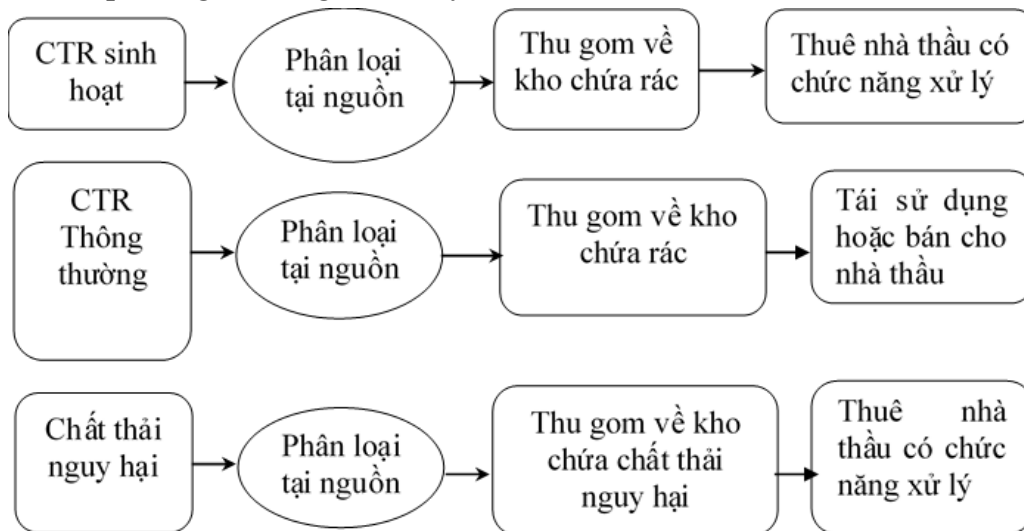 CTR sinh
hoạt
Phân loại
tại nguồn
Thu gom về
kho chứa rác
Thuê nhà thầu có
chức năng xử lý
CTR
Thông
thường
Phân loại
tại nguồn
Thu gom về kho
chứa rác
Tái sử dụng
hoặc bán cho
nhà thầu
Chất thải
nguy hại
Phân loại
tại nguồn
Thu gom về kho
chứa chất thải
nguy hại
Thuê nhà
thầu có chức
năng xử lý